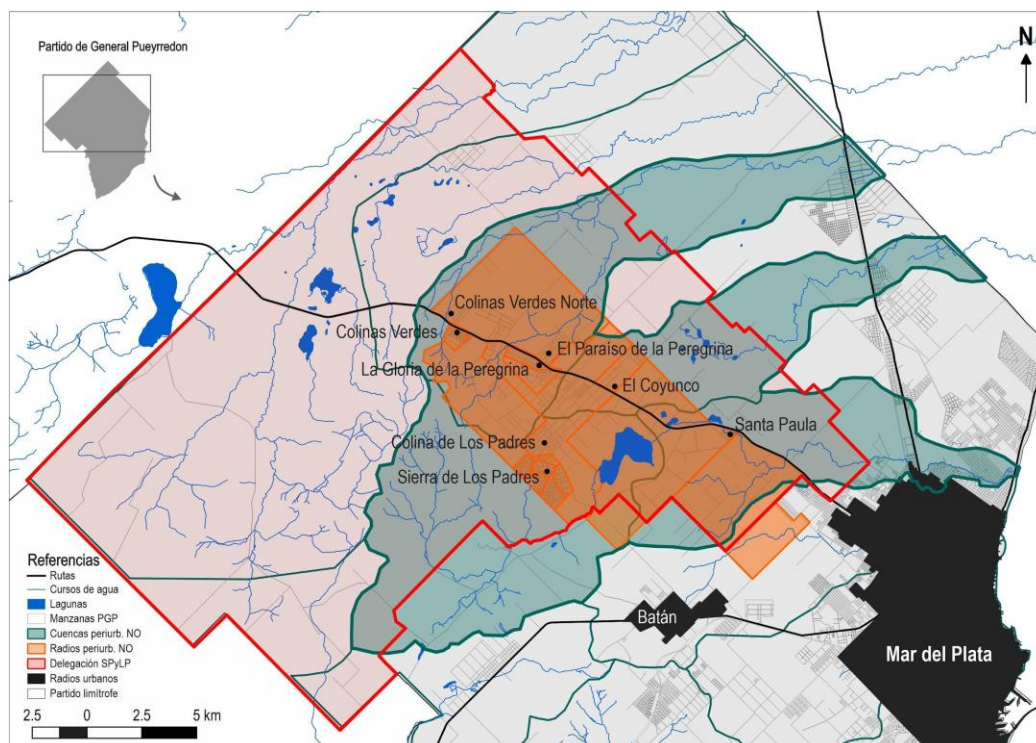 Partido de General Pueyrredon
N
Colinas Verdes Norte
Colinas Verdes
El Paraíso de la Peregrina
La Gloria de la Peregrina
El Coyunco
Colina de Los Padres
Santa Paula
Sierra de Los Padres
Batán
Mar del Plata
Referencias
Rutas
Cursos de agua
Lagunas
Manzanas PGP
Cuencas periurb. NO
Radios periurb. NO
Delegación SPyLP
Radios urbanos
Partido limítrofe
2.5 0 2.5 5 km